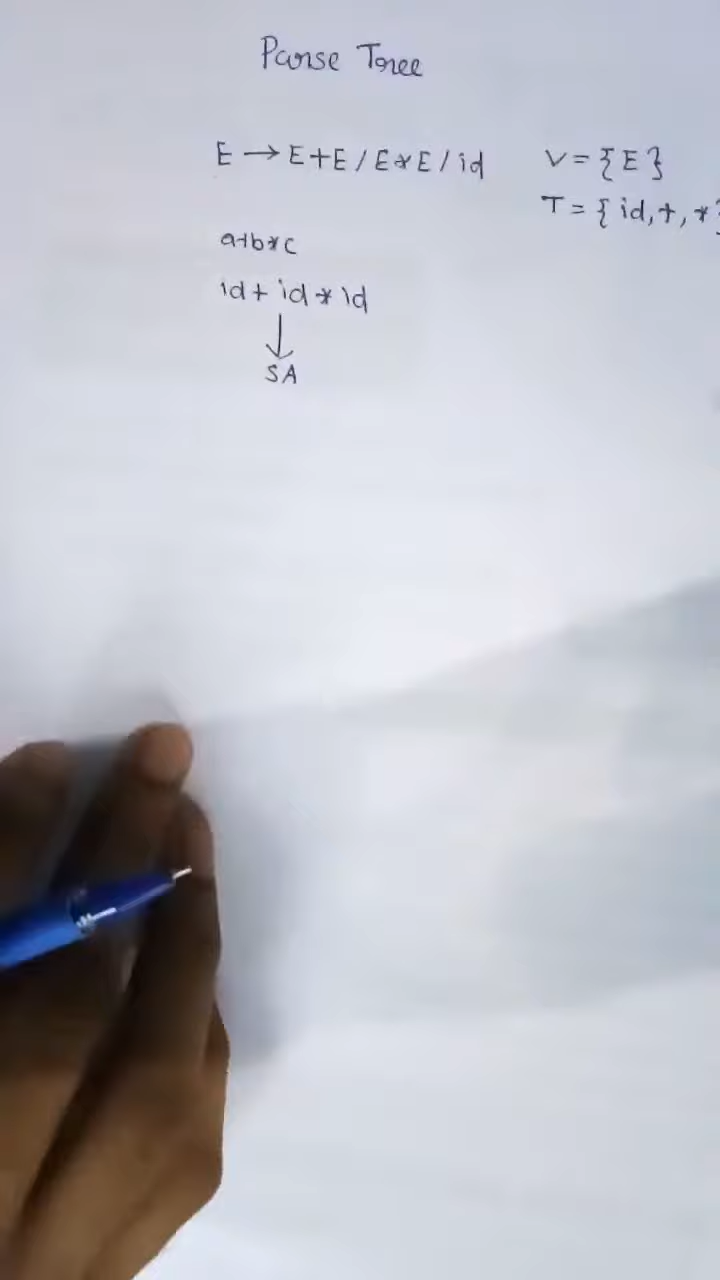 Parse Tree
E → E+E / E*E / id
V = {E}
T = {id, +, *}
a+b*c
id + id * id
↓
SA